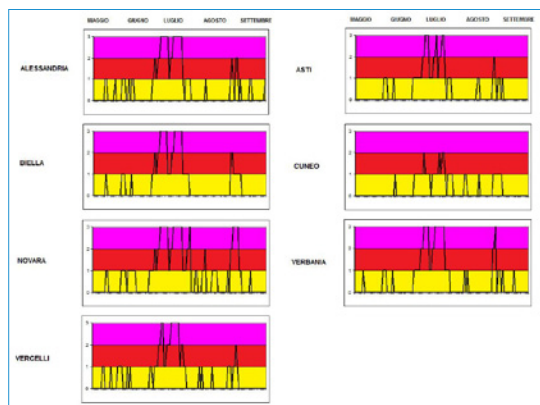 MAGGIO GIUGNO LUGLIO AGOSTO SETTEMBRE
MAGGIO GIUGNO LUGLIO AGOSTO SETTEMBRE
ALESSANDRIA
ASTI
BIELLA
CUNEO
NOVARA
VERBANIA
VERCELLI